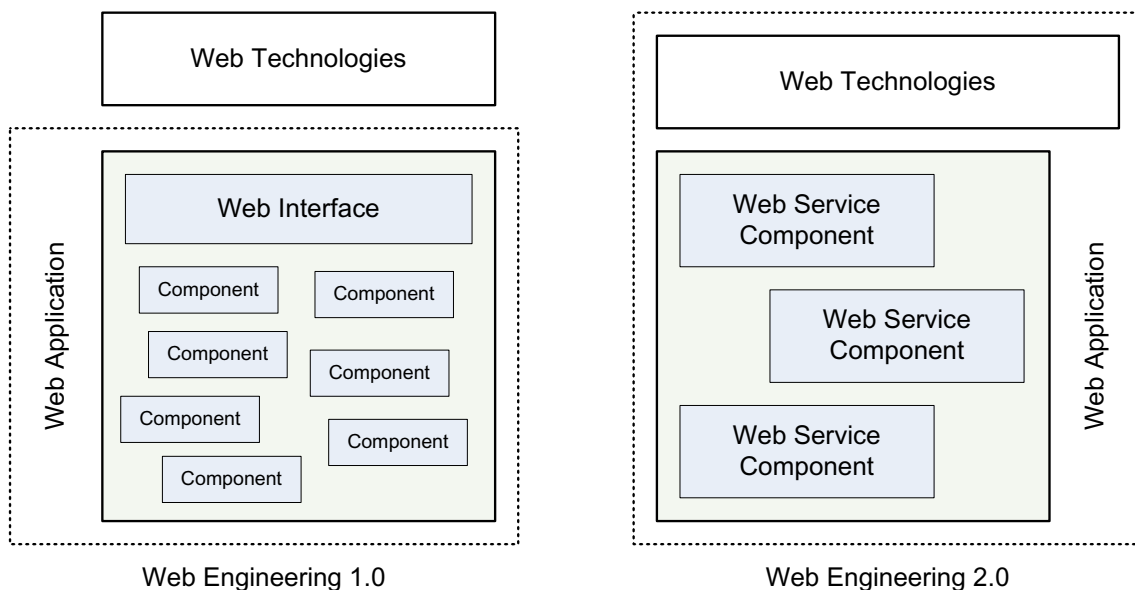 Web Technologies
Web Application
Web Interface
Component
Component
Component
Component
Component
Component
Component
Web Engineering 1.0
Web Technologies
Web Service
Component
Web Service
Component
Web Service
Component
Web Application
Web Engineering 2.0